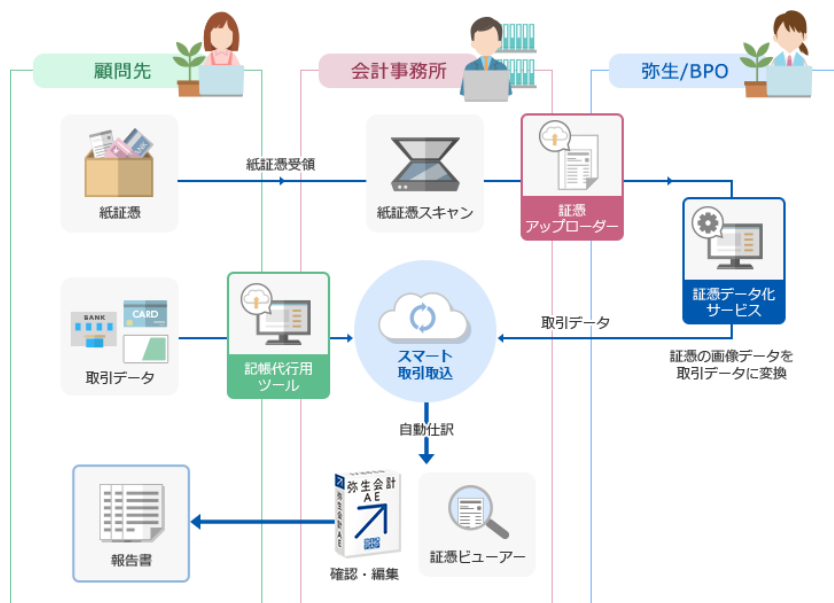 顧問先
会計事務所
弥生/BPO
紙証憑
紙証憑受領
紙証憑スキャン
証憑
アップローダー
証憑データ化
サービス
証憑の画像データを
取引データに変換
BANK
CARD
取引データ
記帳代行用
ツール
スマート
取引取込
取引データ
自動仕訳
報告書
弥生会計
AE
弥生会計 AE
確認・編集
証憑ビューアー